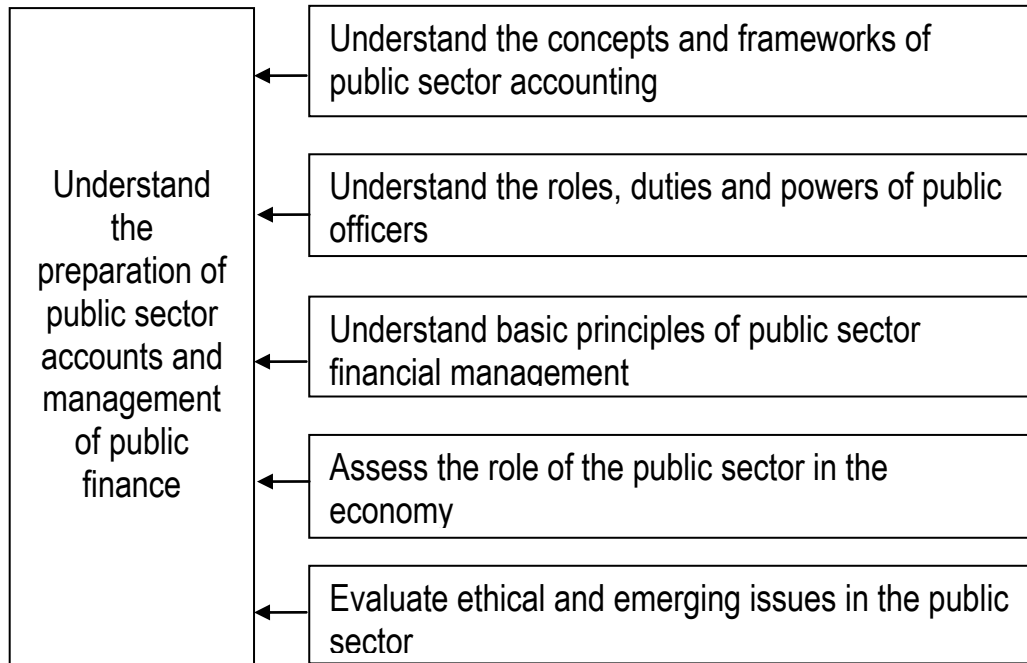 Understand
the
preparation of
public sector
accounts and
management
of public
finance
Understand the concepts and frameworks of
public sector accounting
Understand the roles, duties and powers of public
officers
Understand basic principles of public sector
financial management
Assess the role of the public sector in the
economy
Evaluate ethical and emerging issues in the public
sector